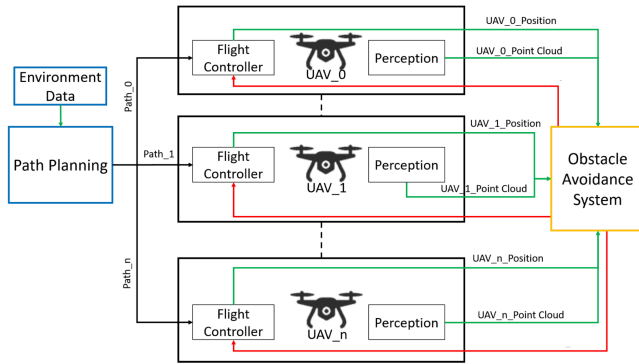 UAV_0_Position
Flight
Controller
UAV_0
Perception
UAV_0_Point Cloud
Environment
Data
Path_0
Path Planning
Path_1
UAV_1_Position
Flight
Controller
UAV_1
Perception
UAV_1_Point Cloud
Obstacle
Avoidance
System
Path_n
UAV_n_Position
Flight
Controller
UAV_n
Perception
UAV_n_Point Cloud